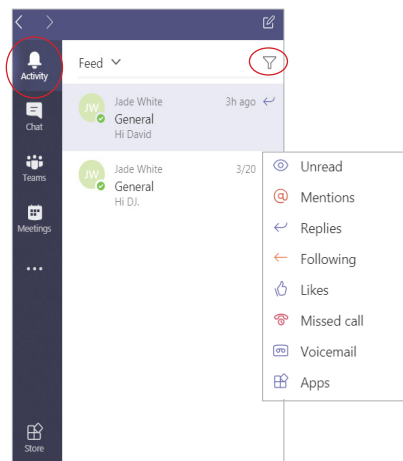 Activity
Chat
Teams
Meetings
Store
Feed
JW
Jade White 3h ago
General
Hi David
JW
Jade White 3/20
General
Hi DJ.
Unread
Mentions
Replies
Following
Likes
Missed call
Voicemail
Apps